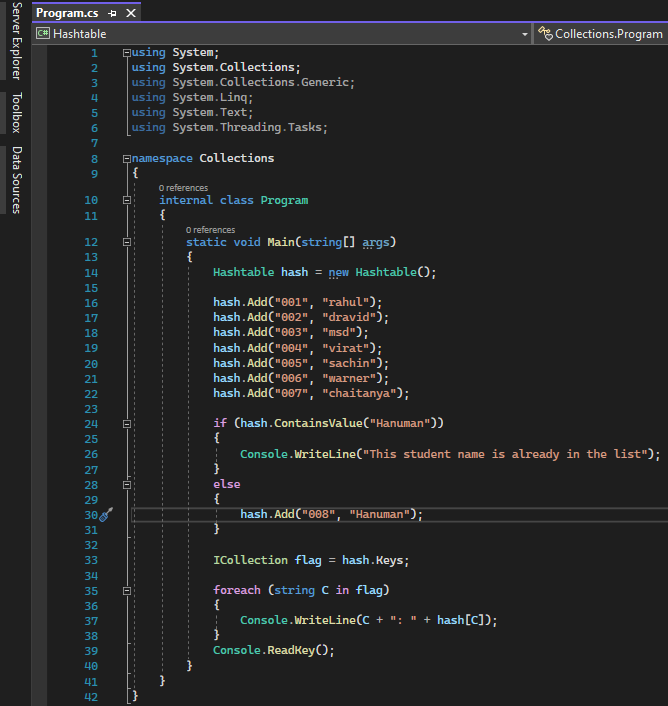 Server Explorer
Toolbox
Data Sources
Program.cs
C# Hashtable
Collections.Program
1 using System;
2 using System.Collections;
3 using System.Collections.Generic;
4 using System.Linq;
5 using System.Text;
6 using System.Threading.Tasks;
7
8 namespace Collections
9 {
0 references
10 internal class Program
11 {
0 references
12 static void Main(string[] args)
13 {
14 Hashtable hash = new Hashtable();
15
16 hash.Add("001", "rahul");
17 hash.Add("002", "dravid");
18 hash.Add("003", "msd");
19 hash.Add("004", "virat");
20 hash.Add("005", "sachin");
21 hash.Add("006", "warner");
22 hash.Add("007", "chaitanya");
23
24 if (hash.ContainsValue("Hanuman"))
25 {
26 Console.WriteLine("This student name is already in the list");
27 }
28 else
29 {
30 hash.Add("008", "Hanuman");
31 }
32
33 ICollection flag = hash.Keys;
34
35 foreach (string C in flag)
36 {
37 Console.WriteLine(C + ": " + hash[C]);
38 }
39 Console.ReadKey();
40 }
41 }
42 }